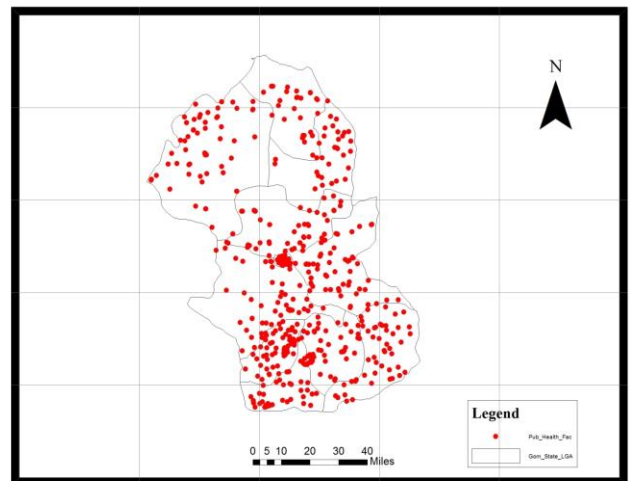 N
Legend
Pub_Health_Fac
Gom_State_LGA
0 5 10 20 30 40
Miles